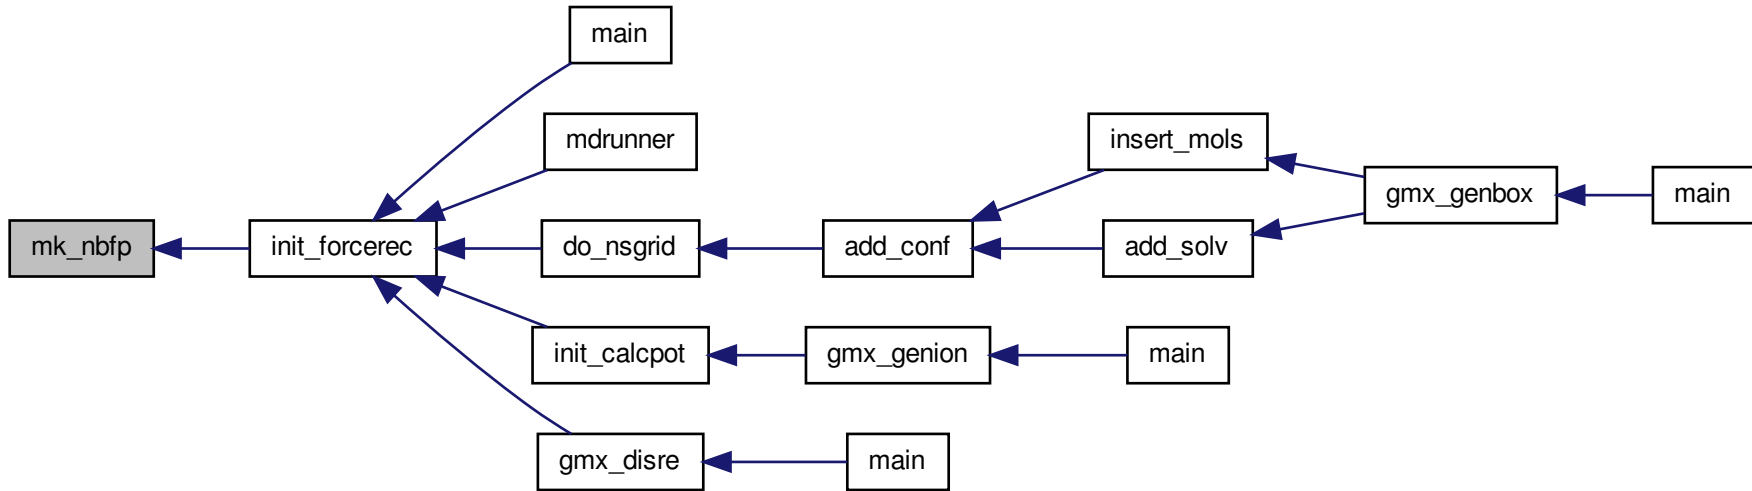 main
mdrunner
insert_mols
gmx_genbox
main
mk_nbfp
init_forcerec
do_nsgrid
add_conf
add_solv
init_calcpot
gmx_genion
main
gmx_disre
main